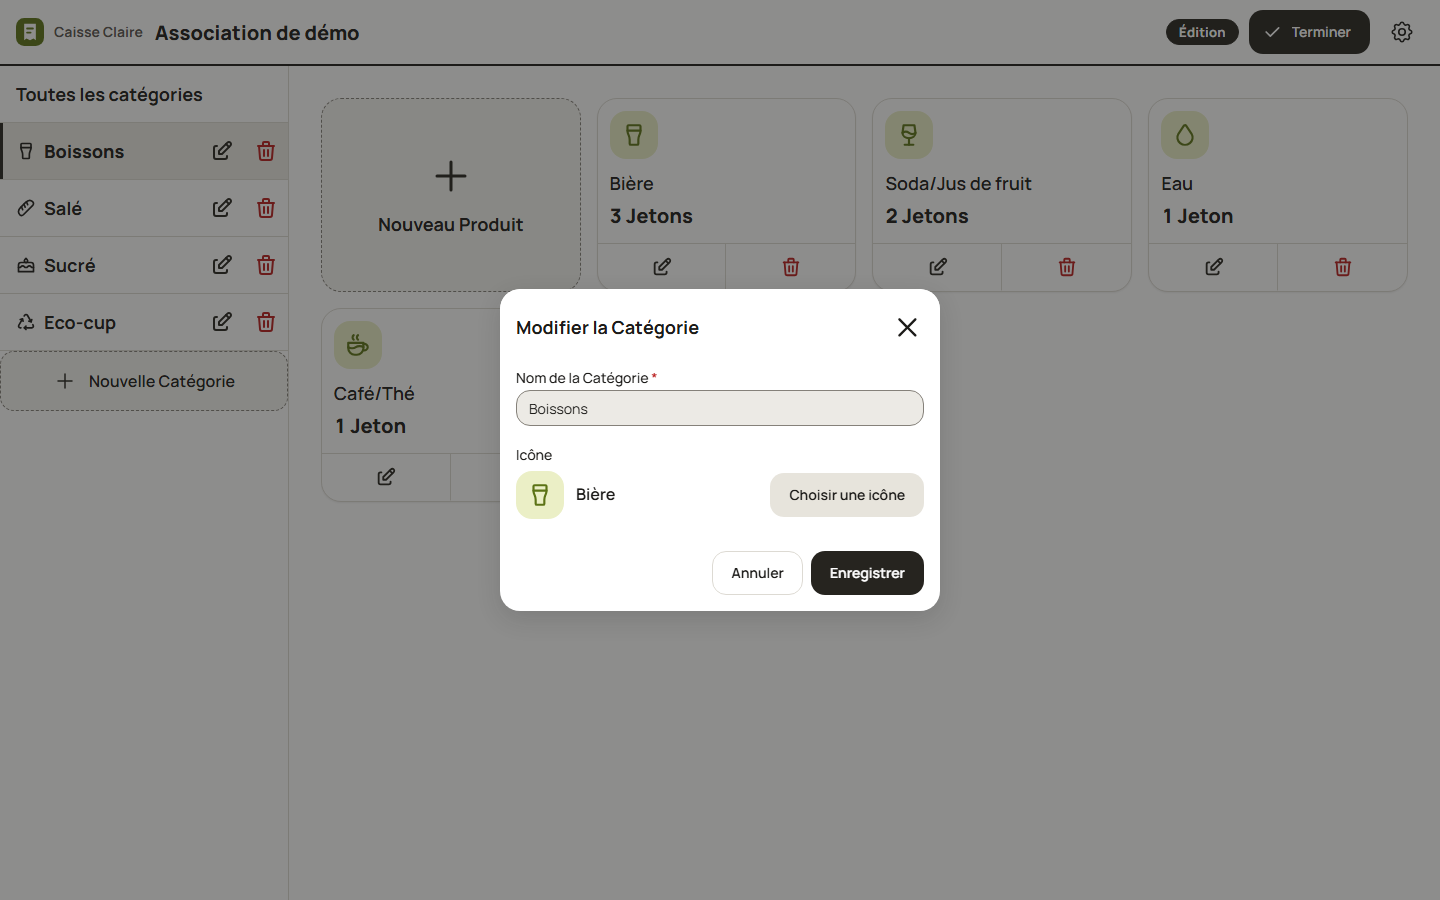 Caisse Claire
Association de démo
Édition
Terminer
Toutes les catégories
Boissons
Salé
Sucré
Eco-cup
Nouvelle Catégorie
Nouveau Produit
Bière
3 Jetons
Soda/Jus de fruit
2 Jetons
Eau
1 Jeton
Café/Thé
1 Jeton
Modifier la Catégorie
Nom de la Catégorie *
Boissons
Icône
Bière
Choisir une icône
Annuler
Enregistrer